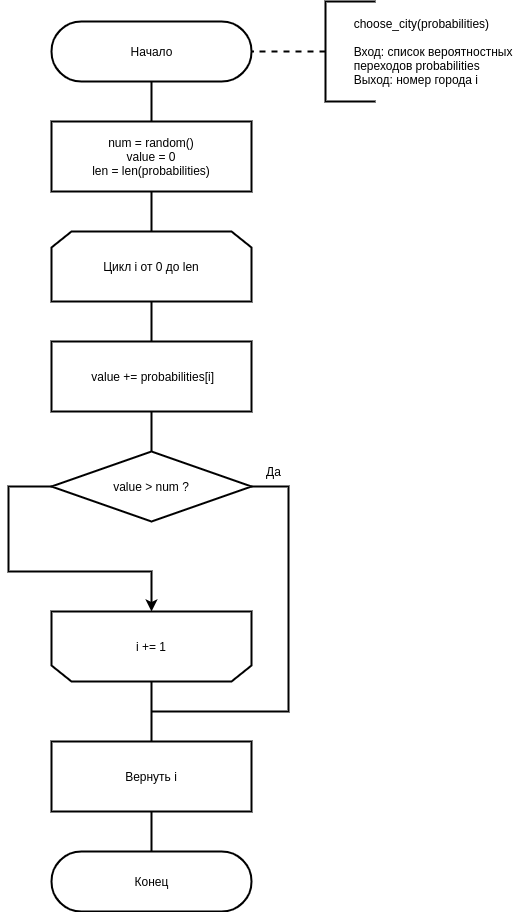 Начало
choose_city(probabilities)
Вход: список вероятностных
переходов probabilities
Выход: номер города i
num = random()
value = 0
len = len(probabilities)
Цикл i от 0 до len
value += probabilities[i]
value > num ?
Да
i += 1
Вернуть i
Конец